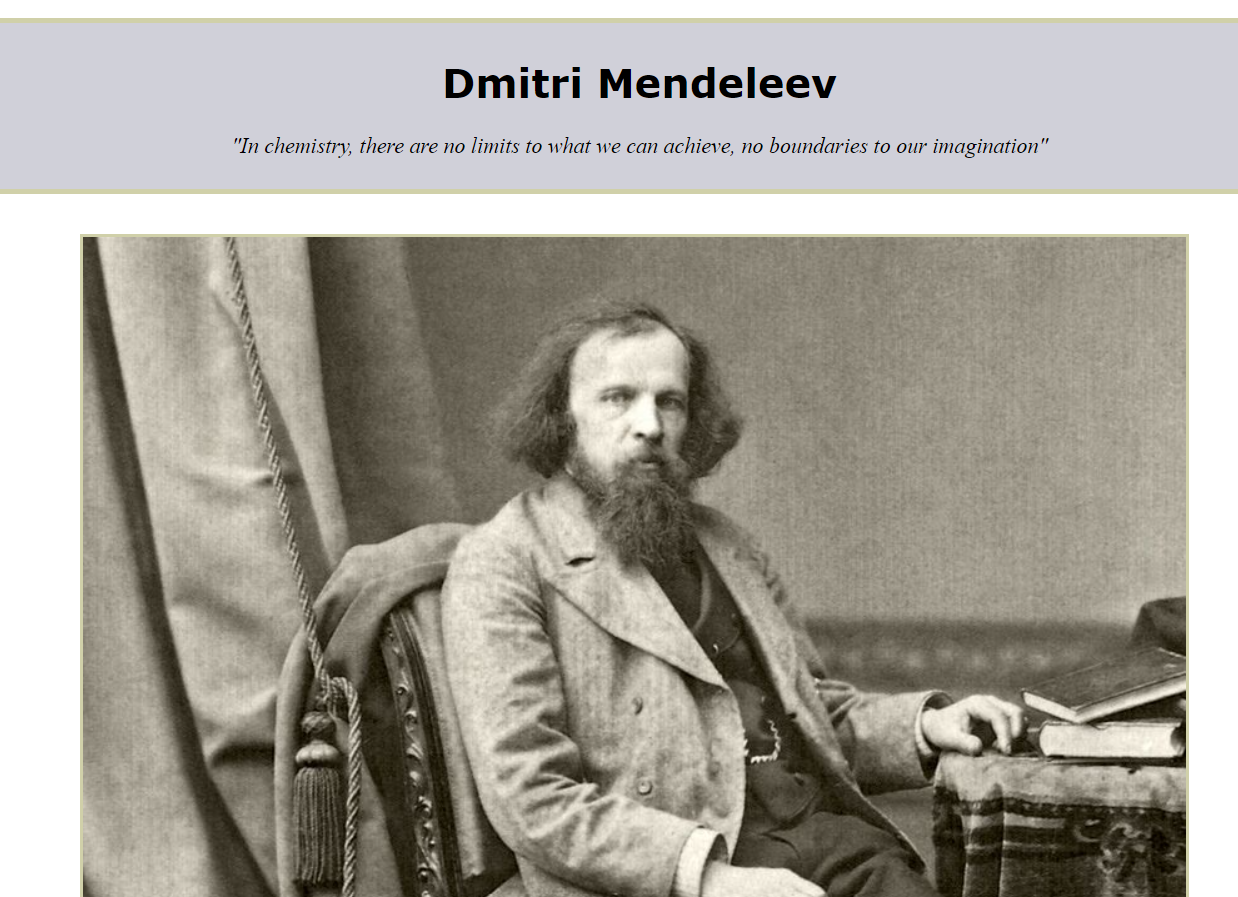 Dmitri Mendeleev
"In chemistry, there are no limits to what we can achieve, no boundaries to our imagination"